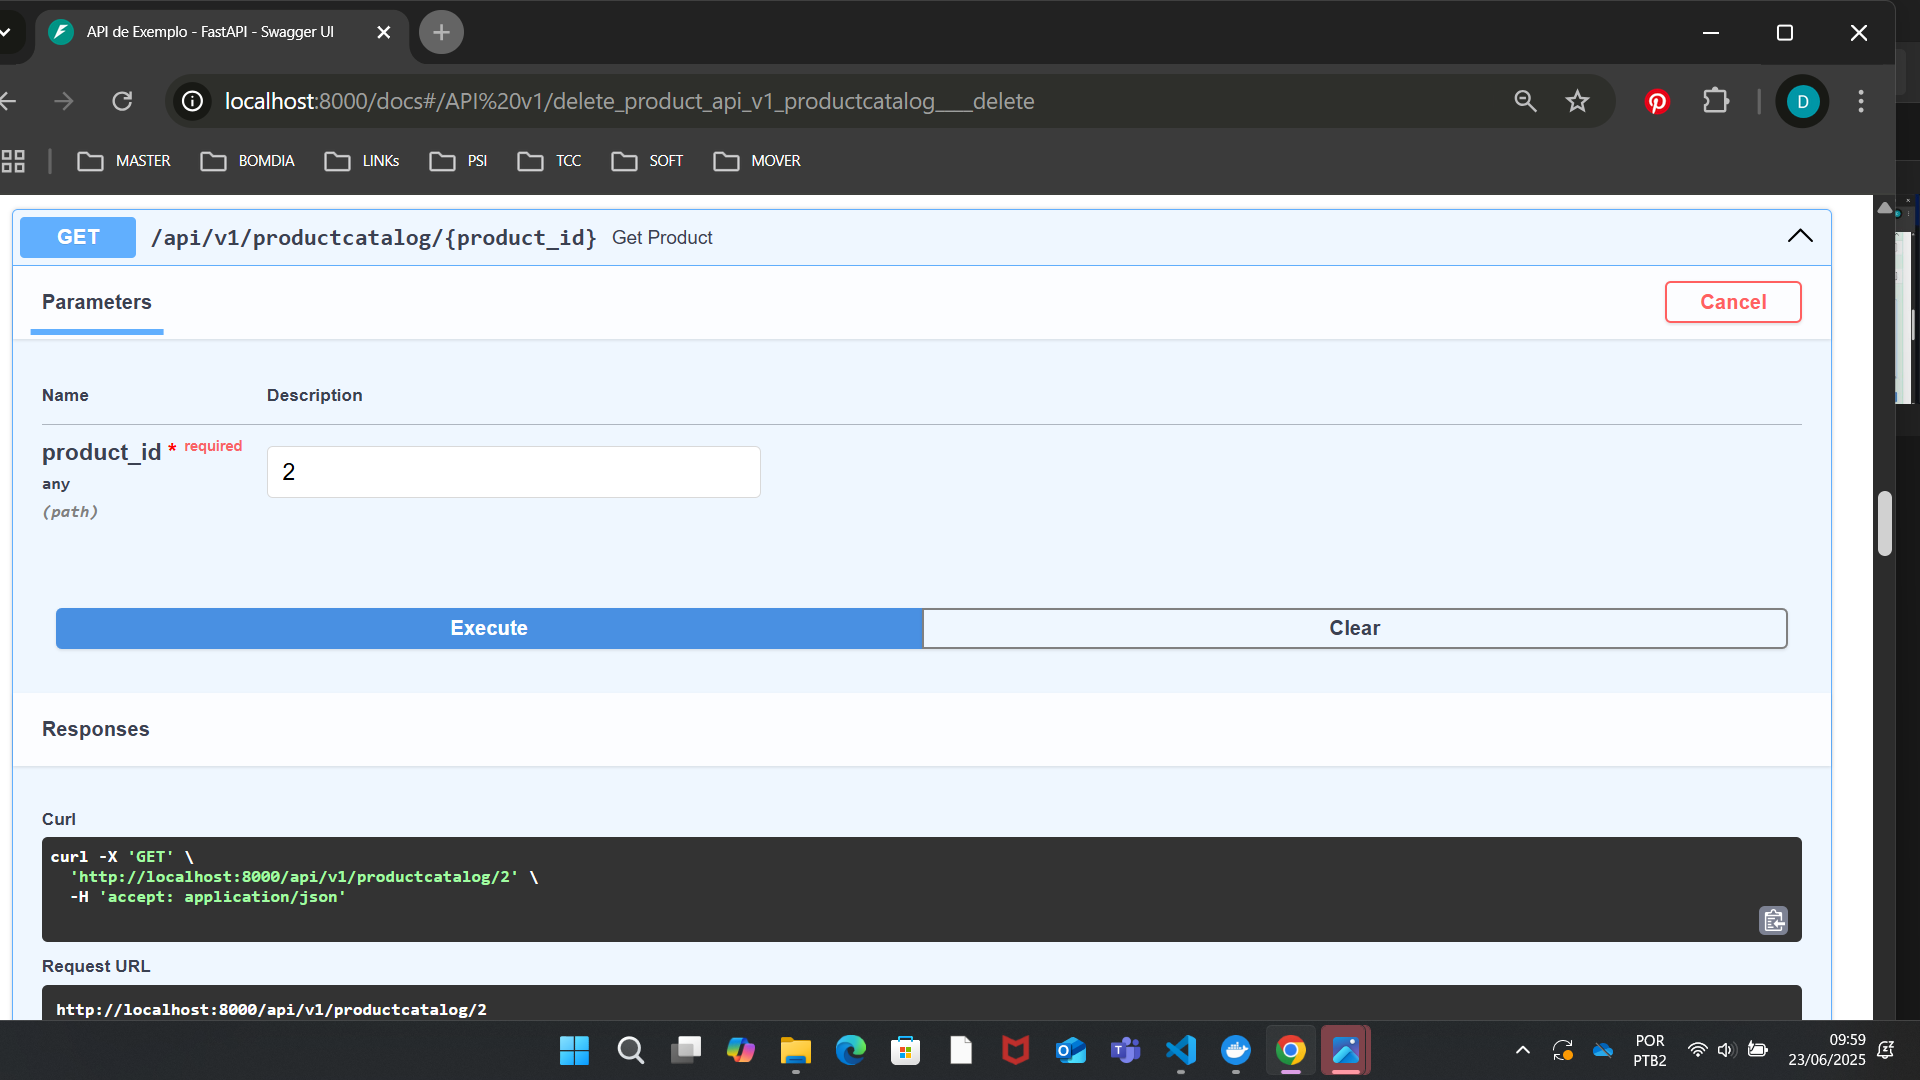 API de Exemplo - FastAPI - Swagger UI
localhost:8000/docs#/API%20v1/delete_product_api_v1_productcatalog____delete
D
MASTER
BOMDIA
LINKs
PSI
TCC
SOFT
MOVER
GET /api/v1/productcatalog/{product_id} Get Product
Parameters
Cancel
Name Description
product_id * required
any
(path)
2
Execute
Clear
Responses
Curl
curl -X 'GET' \
'http://localhost:8000/api/v1/productcatalog/2' \
-H 'accept: application/json'
Request URL
http://localhost:8000/api/v1/productcatalog/2
POR
PTB2
09:59
23/06/2025